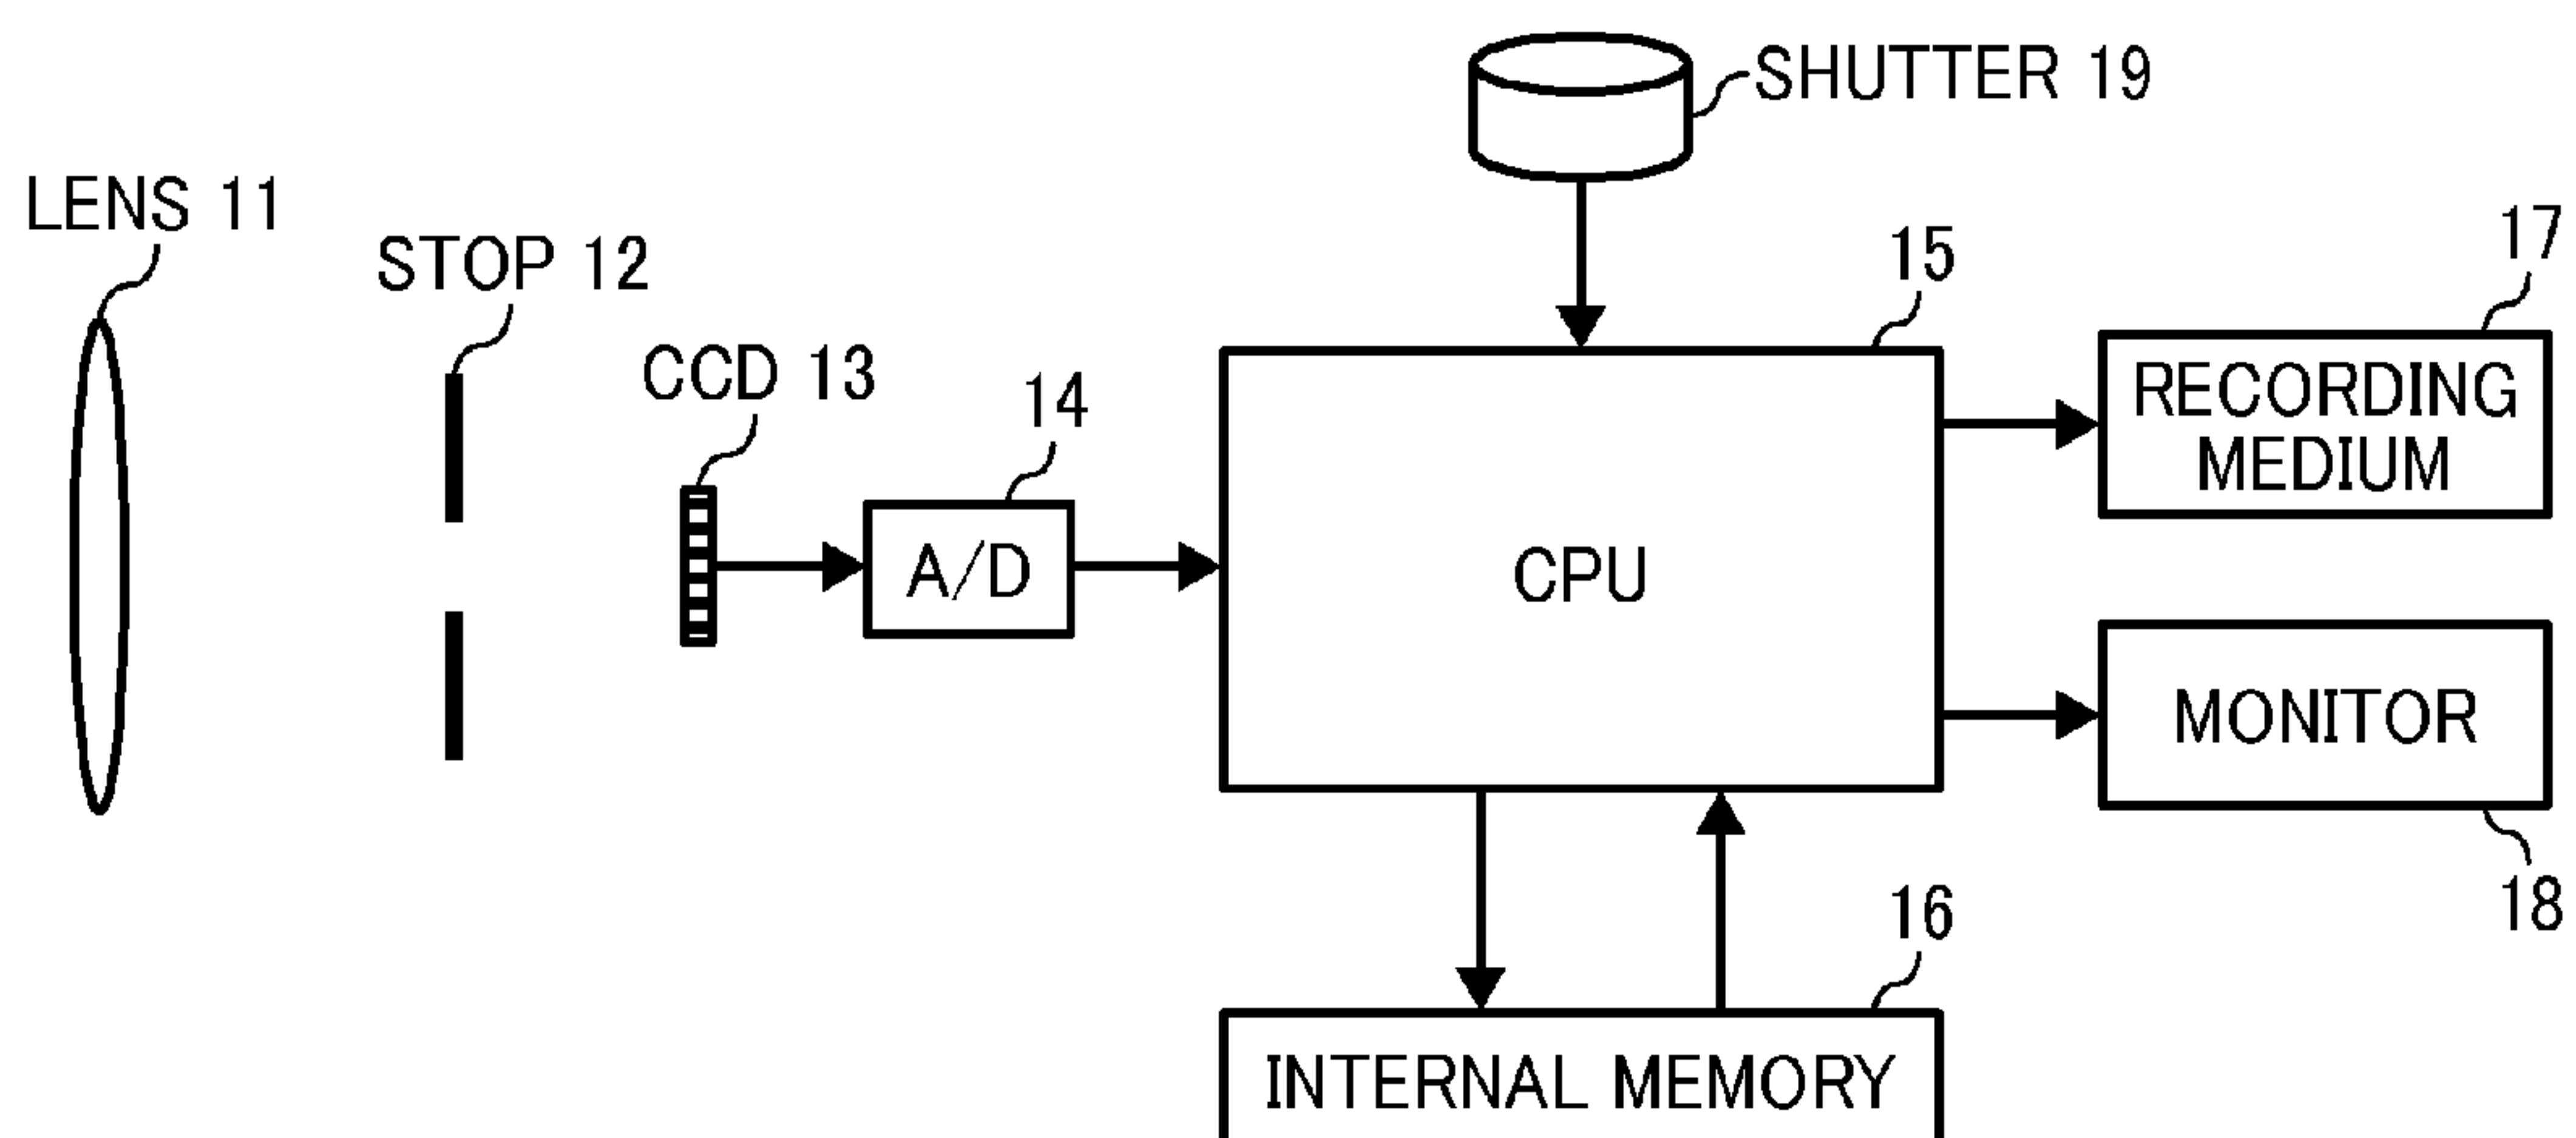 SHUTTER 19
LENS 11
STOP 12
CCD 13
14
15
17
RECORDING
MEDIUM
A/D
CPU
MONITOR
18
16
INTERNAL MEMORY